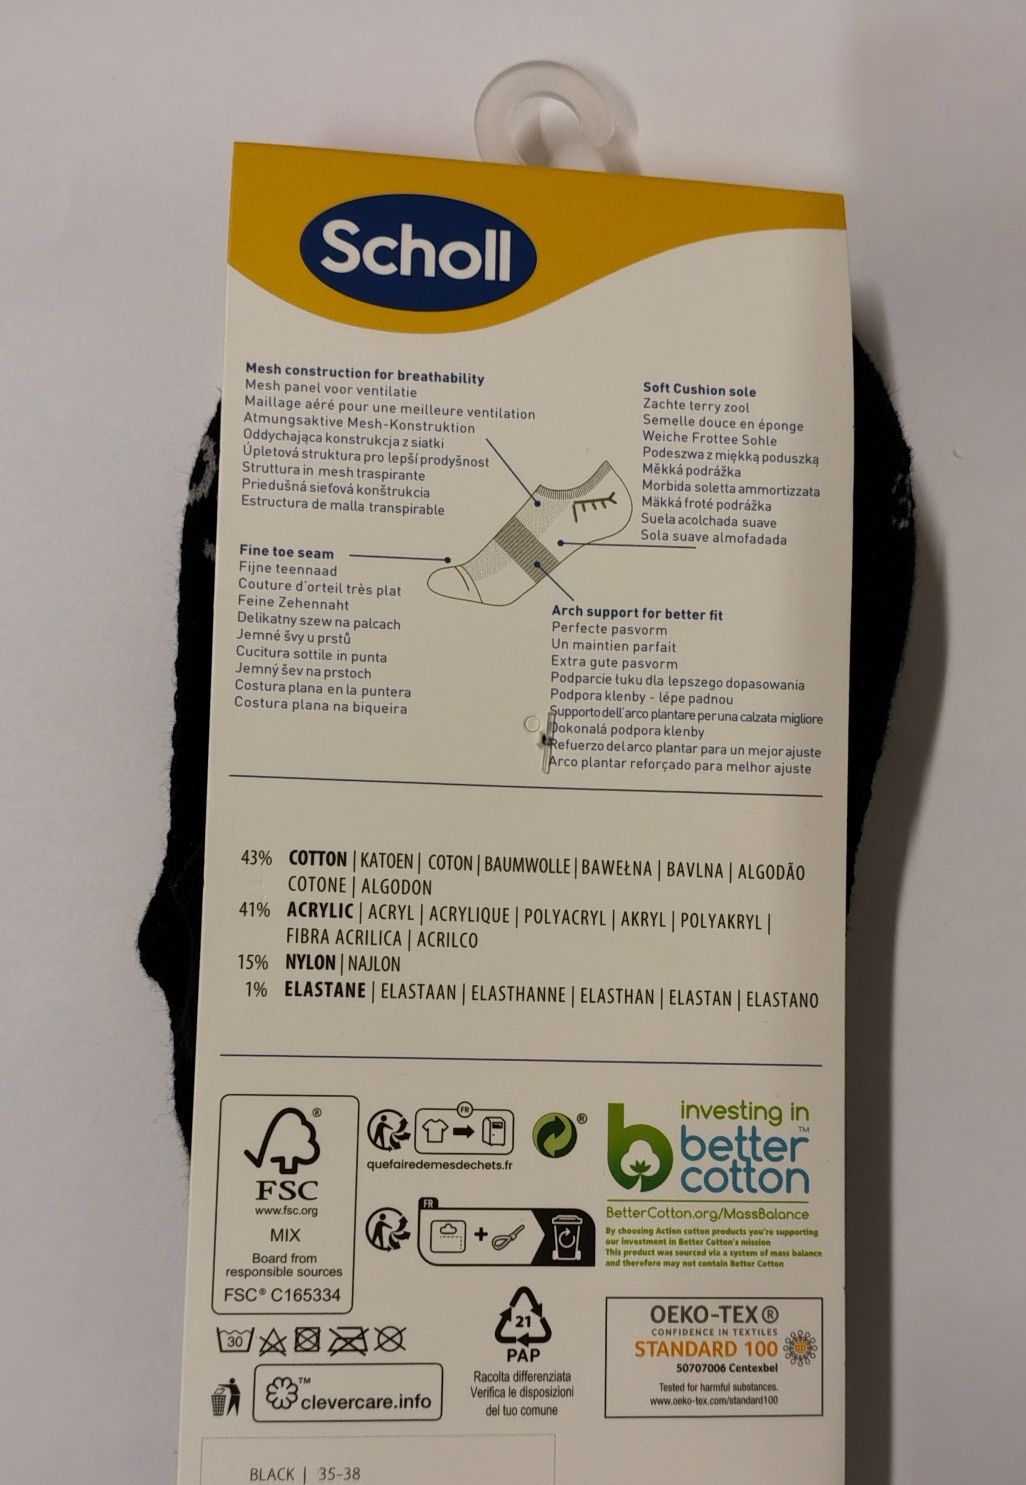 Scholl
Mesh construction for breathability
Mesh panel voor ventilatie
Maillage aéré pour une meilleure ventilation
Atmungsaktive Mesh-Konstruktion
Oddychająca konstrukcja z siatki
Úpletová struktura pro lepší prodyšnost
Struttura in mesh traspirante
Priedušná sieťová konštrukcia
Estructura de malla transpirable
Soft Cushion sole
Zachte terry zool
Semelle douce en éponge
Weiche Frottee Sohle
Podeszwa z miękką poduszką
Měkká podrážka
Morbida soletta ammortizzata
Mäkká froté podrážka
Suela acolchada suave
Sola suave almofadada
Fine toe seam
Fijne teennaad
Couture d'orteil très plat
Feine Zehennaht
Delikatny szew na palcach
Jemné švy u prstů
Cucitura sottile in punta
Jemný šev na prstoch
Costura plana en la puntera
Costura plana na biqueira
Arch support for better fit
Perfecte pasvorm
Un maintien parfait
Extra gute pasvorm
Podparcie łuku dla lepszego dopasowania
Podpora klenby - lépe padnou
Supporto dell'arco plantare per una calzata migliore
Dokonalá podpora klenby
Refuerzo del arco plantar para un mejor ajuste
Arco plantar reforçado para melhor ajuste
43% COTTON | KATOEN | COTON | BAUMWOLLE | BAWEŁNA | BAVLNA | ALGODÃO
COTONE | ALGODON
41% ACRYLIC | ACRYL | ACRYLIQUE | POLYACRYL | AKRYL | POLYAKRYL |
FIBRA ACRILICA | ACRILCO
15% NYLON | NAJLON
1% ELASTANE | ELASTAAN | ELASTHANNE | ELASTHAN | ELASTAN | ELASTANO
®
FSC
www.fsc.org
MIX
Board from
responsible sources
FSC® C165334
FR
quefairedemesdechets.fr
®
FR
+
investing in
better™
cotton
BetterCotton.org/MassBalance
By choosing Action cotton products you're supporting
our investment in Better Cotton's mission
This product was sourced via a system of mass balance
and therefore may not contain Better Cotton
30
™
clevercare.info
21
PAP
Raccolta differenziata
Verifica le disposizioni
del tuo comune
OEKO-TEX®
CONFIDENCE IN TEXTILES
STANDARD 100
50707006 Centexbel
Tested for harmful substances.
www.oeko-tex.com/standard100
BLACK | 35-38